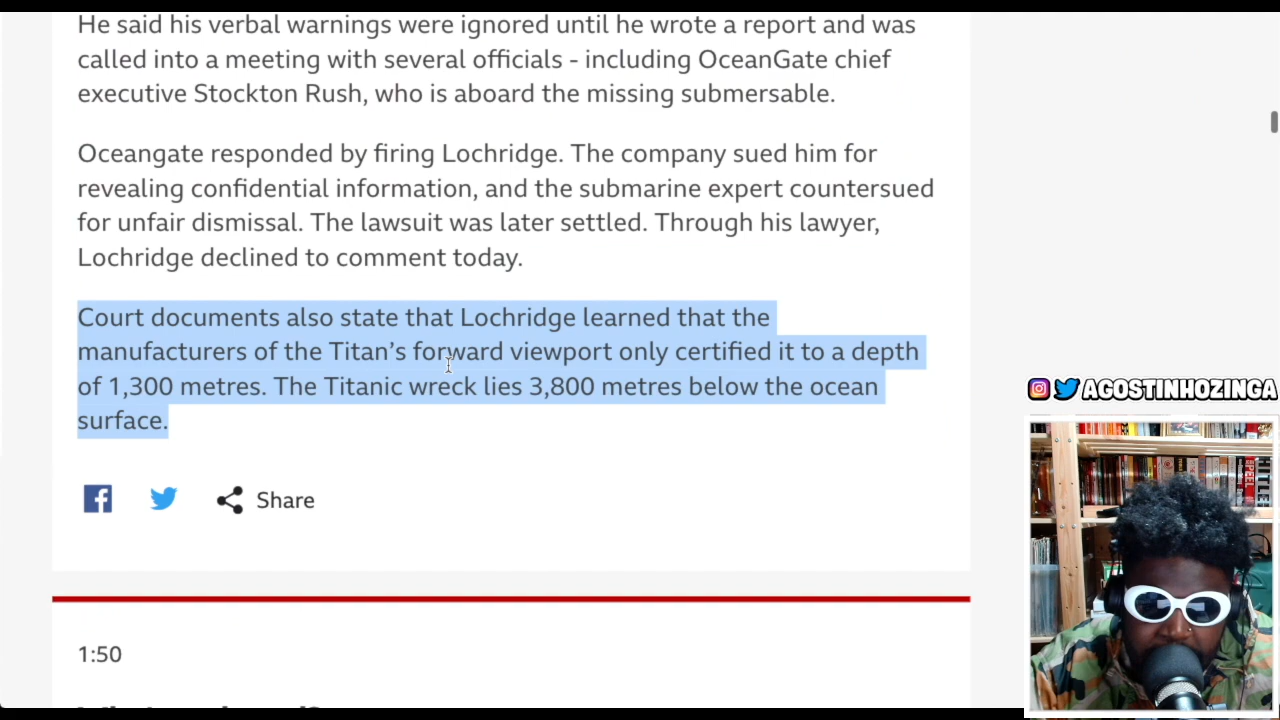 He said his verbal warnings were ignored until he wrote a report and was
called into a meeting with several officials - including OceanGate chief
executive Stockton Rush, who is aboard the missing submersable.
Oceangate responded by firing Lochridge. The company sued him for
revealing confidential information, and the submarine expert countersued
for unfair dismissal. The lawsuit was later settled. Through his lawyer,
Lochridge declined to comment today.
Court documents also state that Lochridge learned that the
manufacturers of the Titan’s forward viewport only certified it to a depth
of 1,300 metres. The Titanic wreck lies 3,800 metres below the ocean
surface.
Share
1:50
AGOSTINHOZINGA